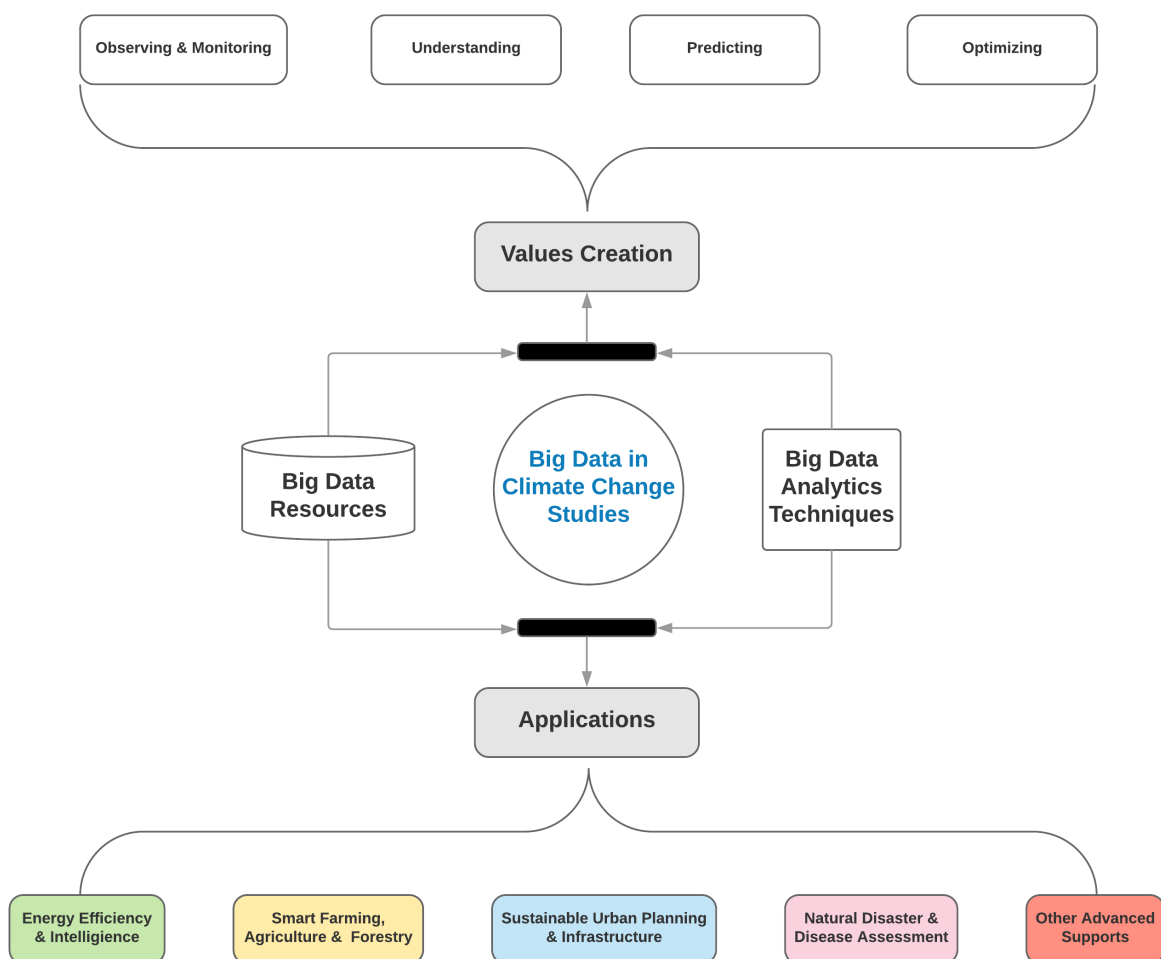 Observing & Monitoring
Understanding
Predicting
Optimizing
Values Creation
Big Data
Resources
Big Data in
Climate Change
Studies
Big Data
Analytics
Techniques
Applications
Energy Efficiency
& Intelligience
Smart Farming,
Agriculture &  Forestry
Sustainable Urban Planning
& Infrastructure
Natural Disaster &
Disease Assessment
Other Advanced
Supports